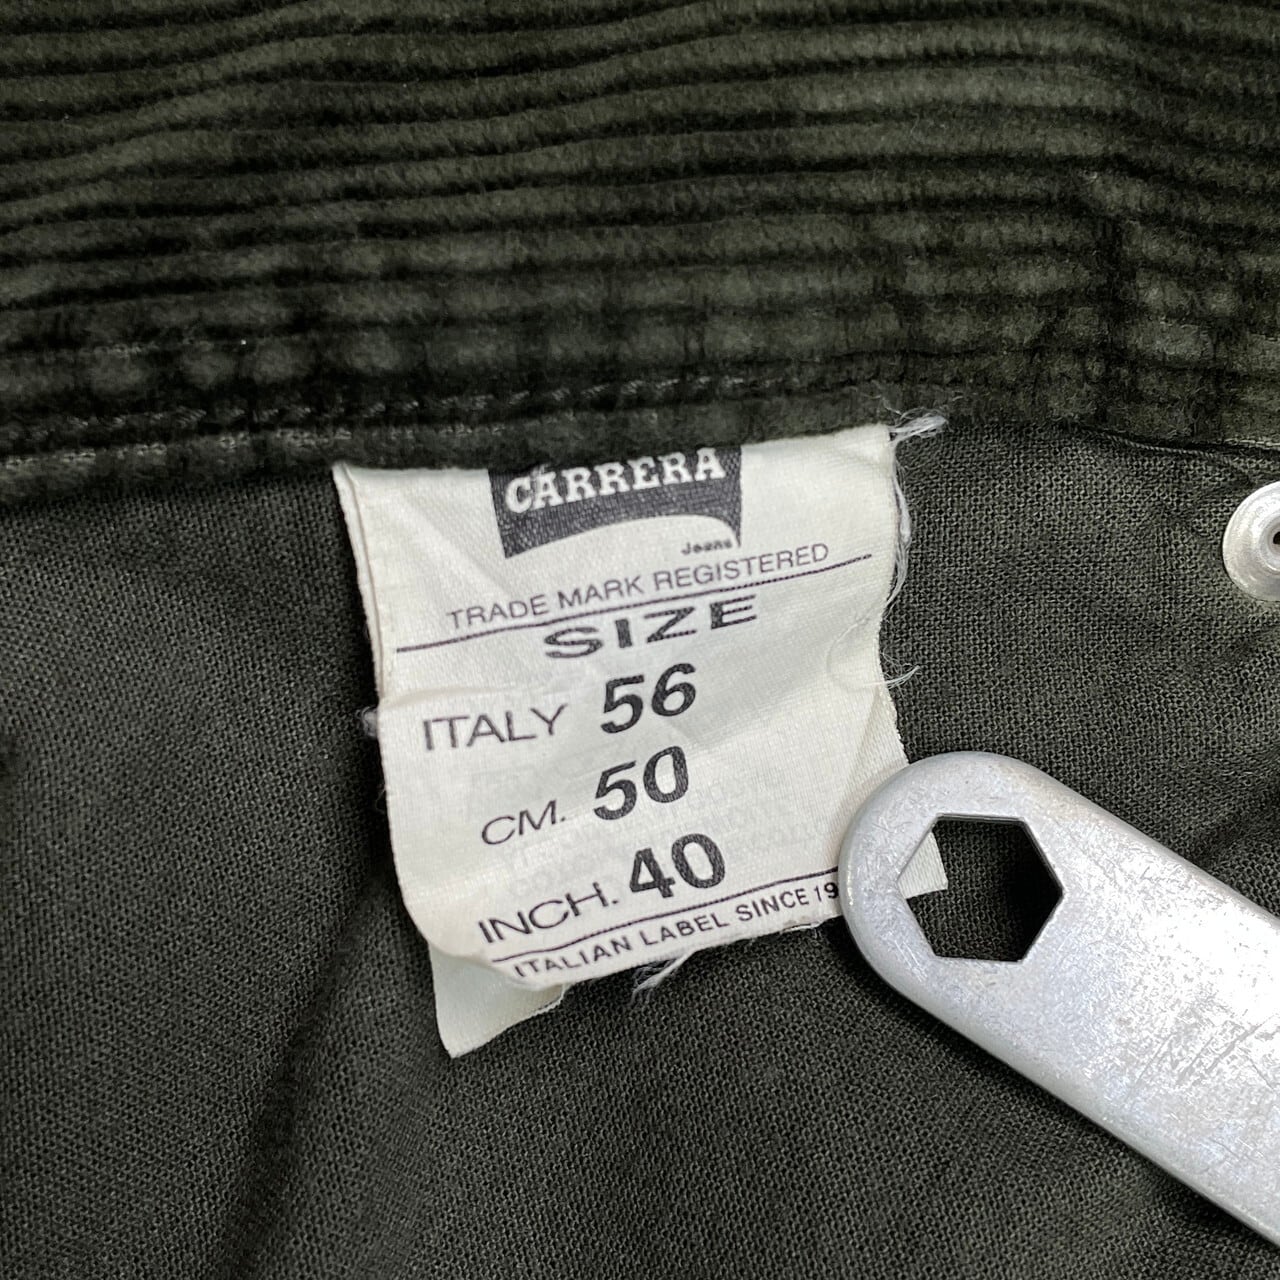 CARRERA
Jeans
TRADE MARK REGISTERED
SIZE
ITALY 56
CM. 50
INCH. 40
ITALIAN LABEL SINCE 19